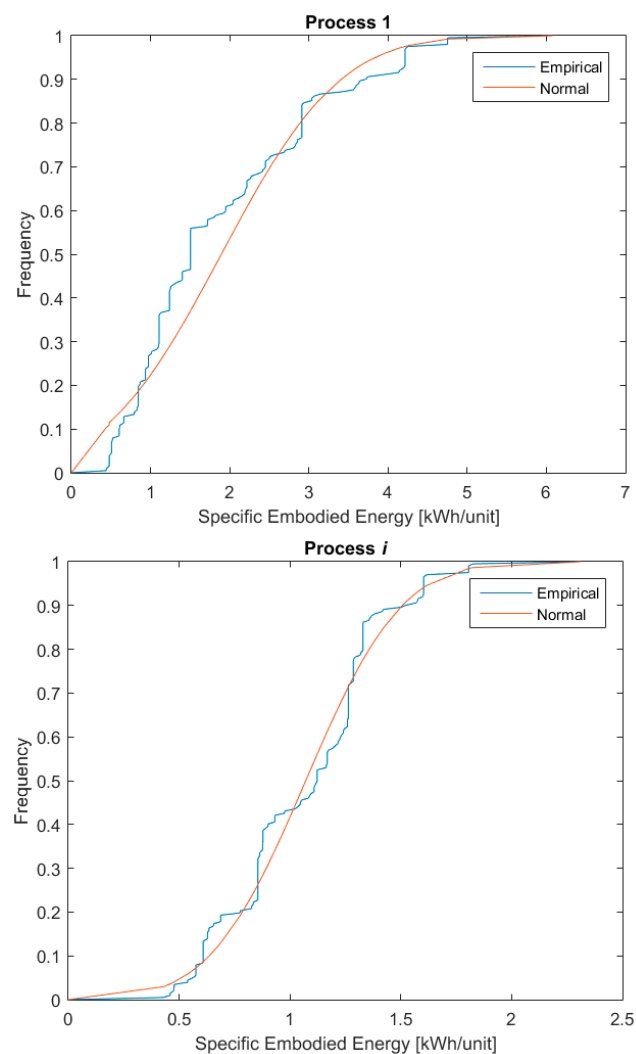 Process 1
1
0.9
0.8
0.7
0.6
0.5
0.4
0.3
0.2
0.1
0
Frequency
Empirical
Normal
0 1 2 3 4 5 6 7
Specific Embodied Energy [kWh/unit]
Process i
1
0.9
0.8
0.7
0.6
0.5
0.4
0.3
0.2
0.1
0
Frequency
Empirical
Normal
0 0.5 1 1.5 2 2.5
Specific Embodied Energy [kWh/unit]